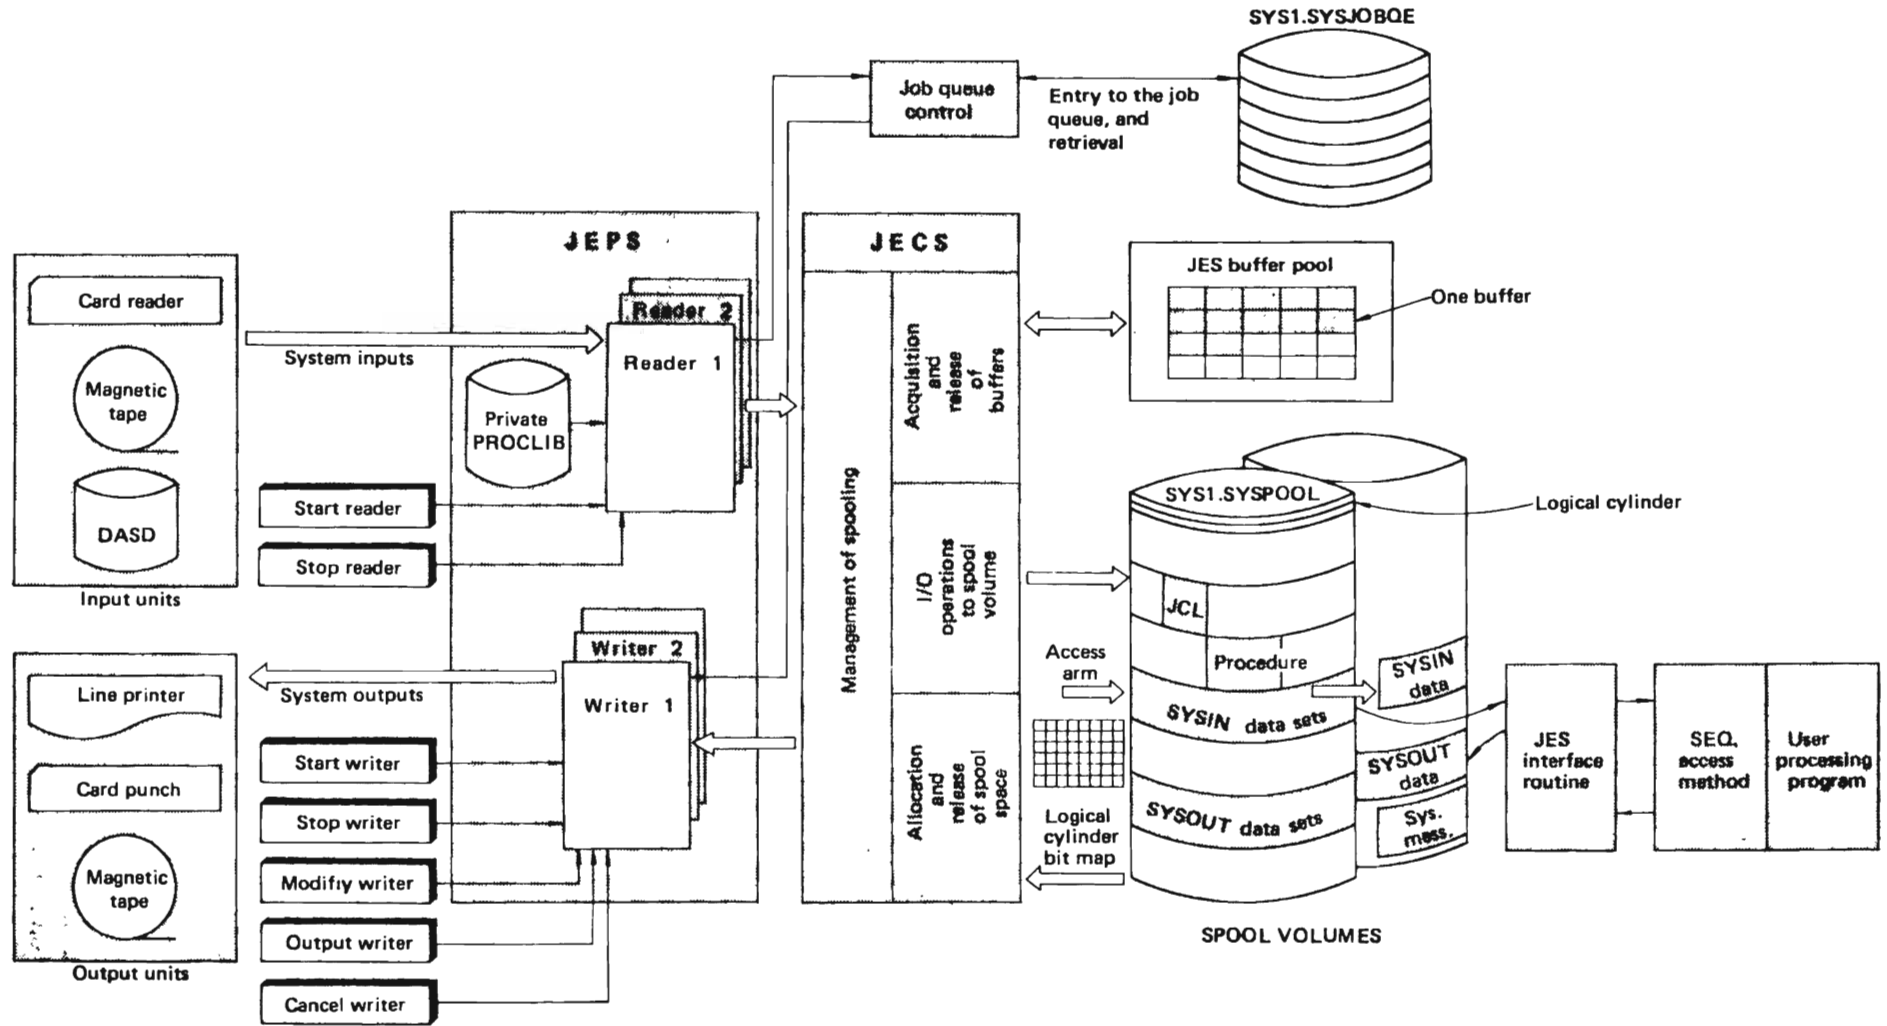 SYS1.SYSJOBQE
Job queue
control
Entry to the job
queue, and
retrieval
JEPS
JECS
JES buffer pool
One buffer
Card reader
Magnetic
tape
DASD
Input units
System inputs
Reader 2
Reader 1
Private
PROCLIB
Start reader
Stop reader
Management of spooling
Acquisition
and
release
of
buffers
I/O
operations
to spool
volume
Allocation
and
release
of spool
space
SYS1.SYSPOOL
Logical cylinder
JCL
Procedure
Access
arm
SYSIN data sets
SYSOUT data sets
Logical
cylinder
bit map
SYSIN
data
SYSOUT
data
Sys.
mess.
JES
interface
routine
SEQ.
access
method
User
processing
program
SPOOL VOLUMES
Line printer
Card punch
Magnetic
tape
Output units
System outputs
Writer 2
Writer 1
Start writer
Stop writer
Modifiy writer
Output writer
Cancel writer